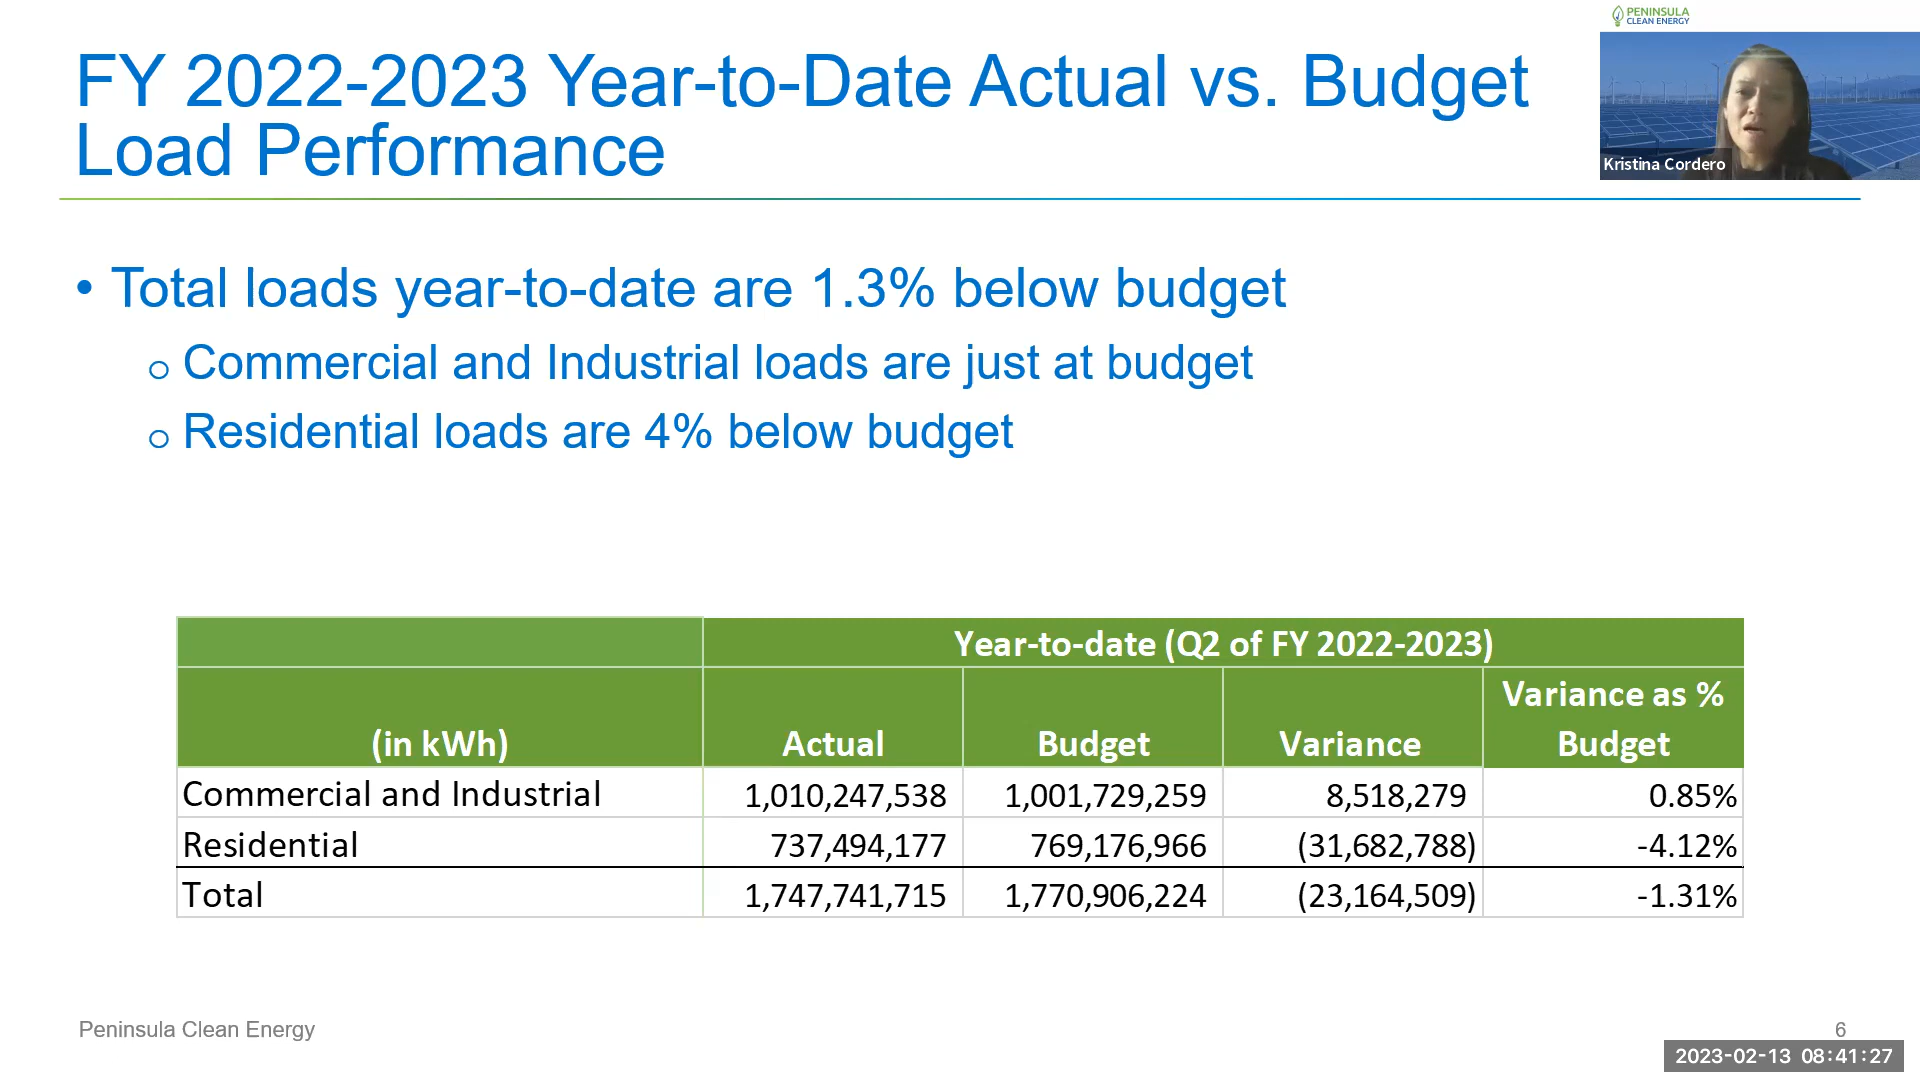 PENINSULA
CLEAN ENERGY
FY 2022-2023 Year-to-Date Actual vs. Budget
Load Performance
Kristina Cordero
• Total loads year-to-date are 1.3% below budget
o Commercial and Industrial loads are just at budget
o Residential loads are 4% below budget
Year-to-date (Q2 of FY 2022-2023)
(in kWh) Actual Budget Variance Variance as % Budget
Commercial and Industrial 1,010,247,538 1,001,729,259 8,518,279 0.85%
Residential 737,494,177 769,176,966 (31,682,788) -4.12%
Total 1,747,741,715 1,770,906,224 (23,164,509) -1.31%
Peninsula Clean Energy
6
2023-02-13 08:41:27